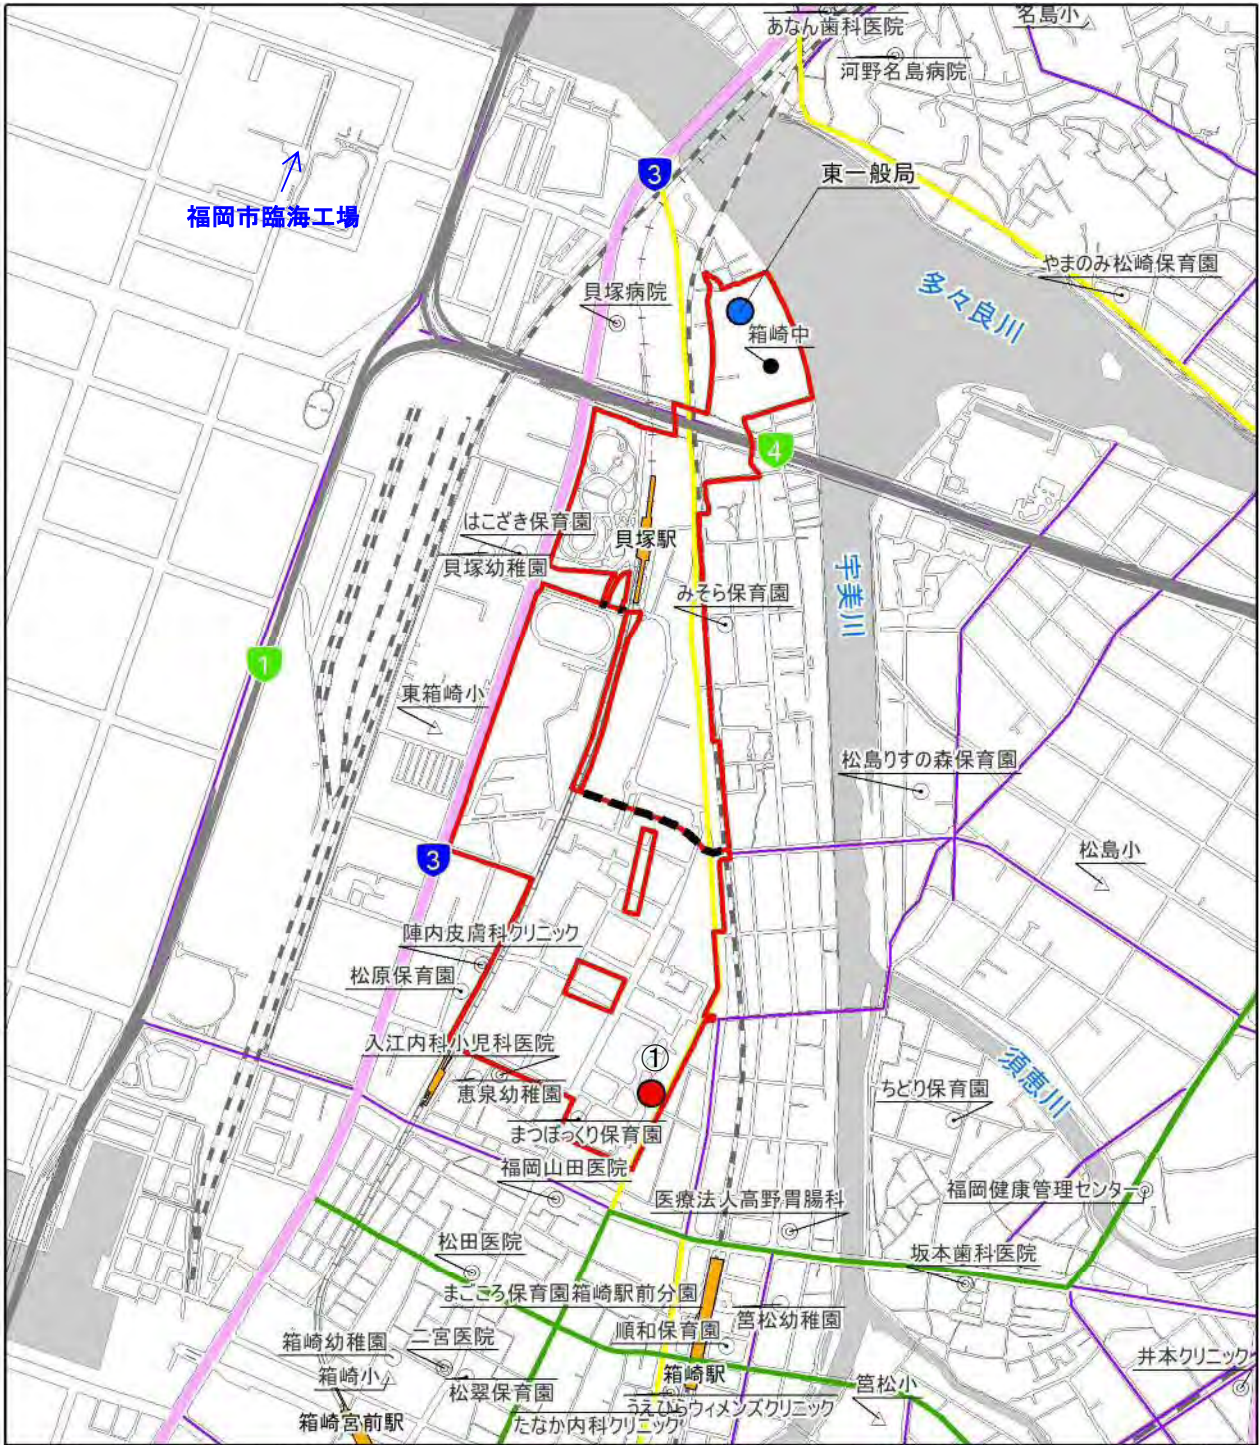 あなん歯科医院
名島小
河野名島病院
3
東一般局
福岡市臨海工場
やまのみ松崎保育園
多々良川
貝塚病院
箱崎中
4
はこざき保育園
貝塚駅
貝塚幼稚園
みそら保育園
宇美川
1
東箱崎小
松島りすの森保育園
3
松島小
陣内皮膚科クリニック
松原保育園
入江内科小児科医院
①
須恵川
恵泉幼稚園
ちどり保育園
まつぼっくり保育園
福岡山田医院
福岡健康管理センター
医療法人高野胃腸科
松田医院
坂本歯科医院
まごころ保育園箱崎駅前分園
筥松幼稚園
順和保育園
箱崎幼稚園
二宮医院
箱崎小
箱崎駅
井本クリニック
松翠保育園
筥松小
うえひらウィメンズクリニック
箱崎宮前駅
たなか内科クリニック